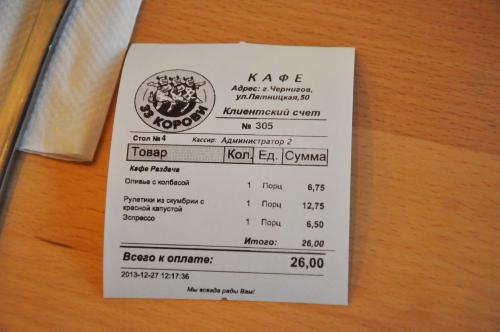 33 КОРОВИ
КАФЕ
Адрес: г.Чернигов,
ул.Пятницкая,50
Клиентский счет
№ 305
Стол №4 Кассир: Администратор 2
Товар Кол. Ед. Сумма
Кафе Раздача
Оливье с колбасой 1 Порц 6,75
Рулетики из скумбрии с 1 Порц 12,75
красной капустой
Эспрессо 1 Порц 6,50
Итого: 26,00
Всего к оплате: 26,00
2013-12-27 12:17:36
Мы всегда рады Вам!